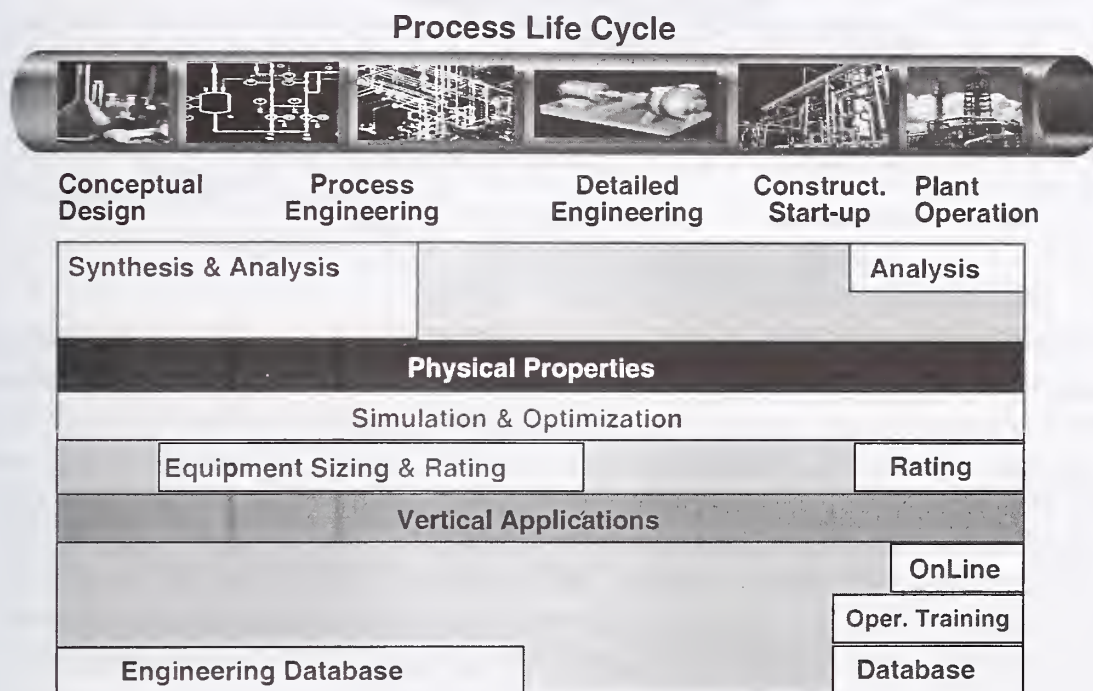 Process Life Cycle
Conceptual Design
Process Engineering
Detailed Engineering
Construct. Start-up
Plant Operation
Synthesis & Analysis
Analysis
Physical Properties
Simulation & Optimization
Equipment Sizing & Rating
Rating
Vertical Applications
OnLine
Oper. Training
Engineering Database
Database